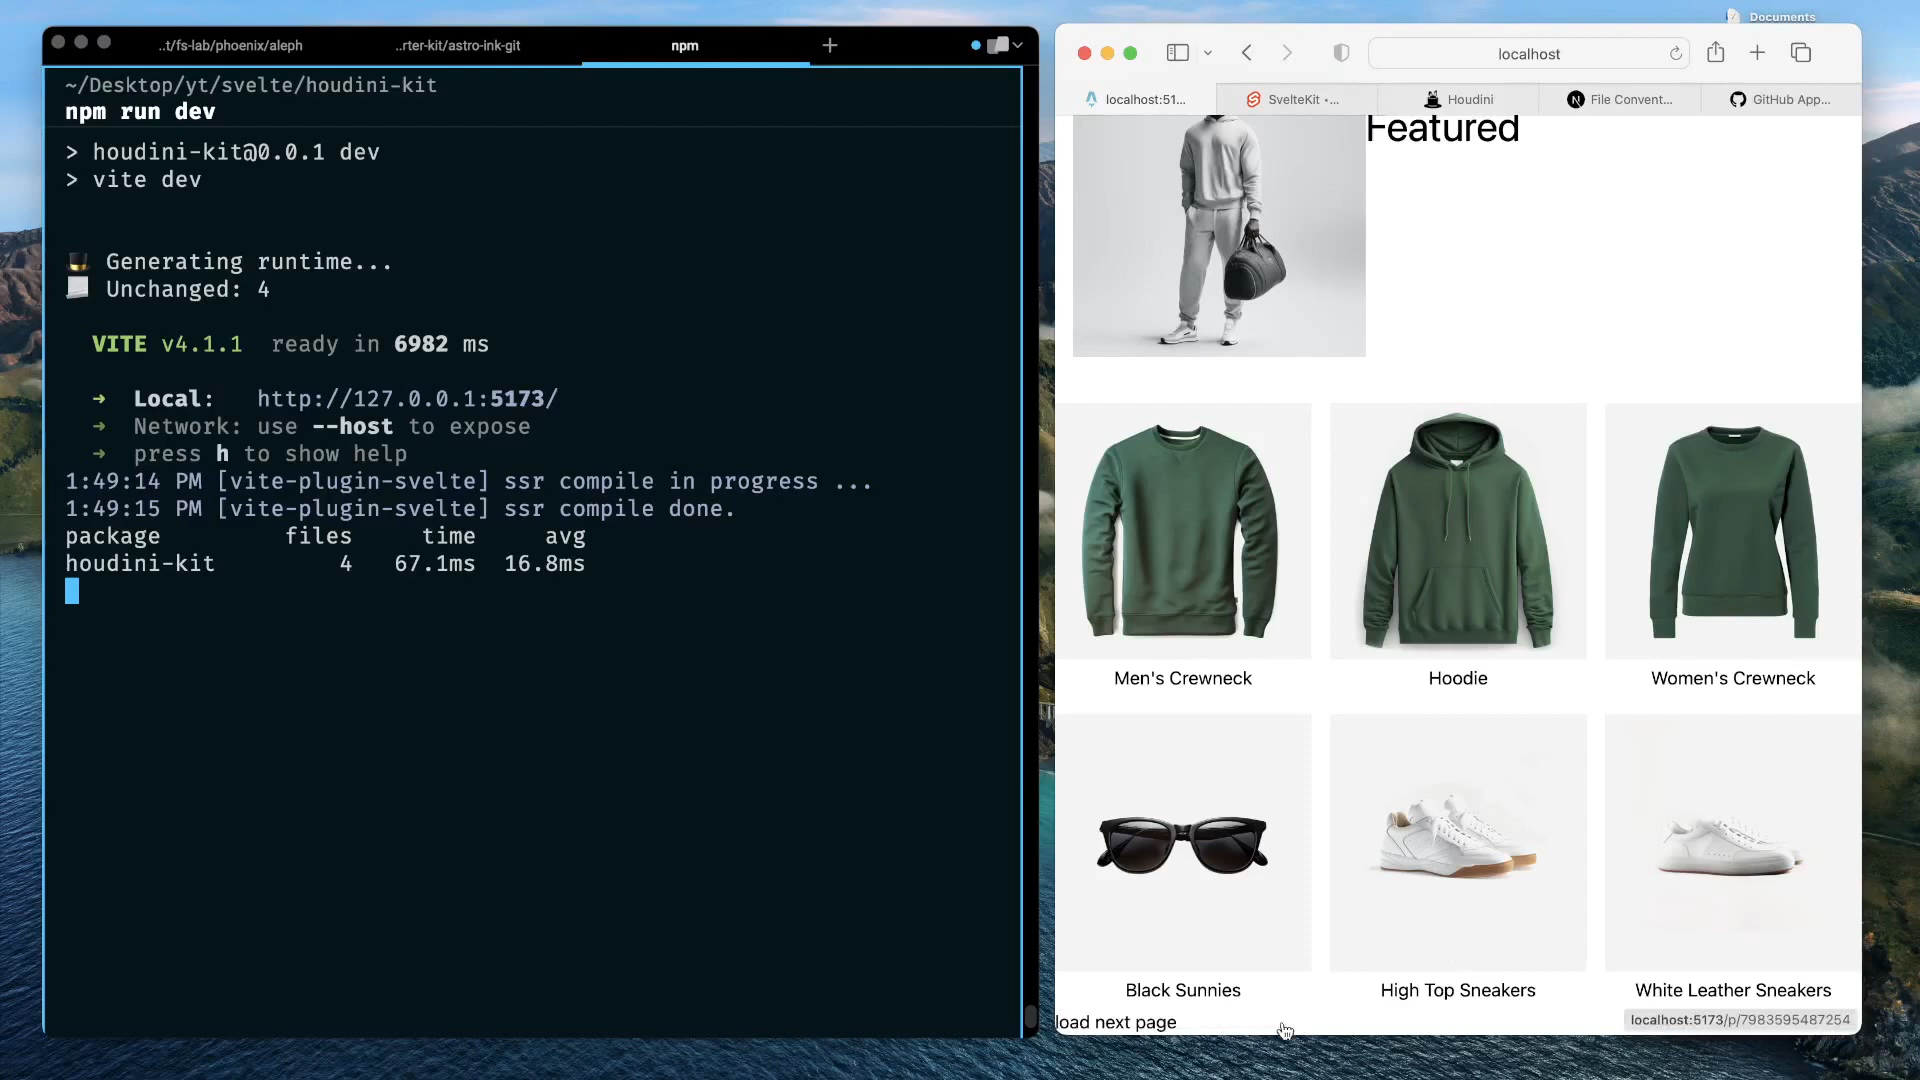 Documents
..t/fs-lab/phoenix/aleph
..rter-kit/astro-ink-git
npm
~/Desktop/yt/svelte/houdini-kit
npm run dev
> houdini-kit@0.0.1 dev
> vite dev
🎩 Generating runtime...
📃 Unchanged: 4
VITE v4.1.1 ready in 6982 ms
➜ Local: http://127.0.0.1:5173/
➜ Network: use --host to expose
➜ press h to show help
1:49:14 PM [vite-plugin-svelte] ssr compile in progress ...
1:49:15 PM [vite-plugin-svelte] ssr compile done.
package files time avg
houdini-kit 4 67.1ms 16.8ms
localhost
localhost:51...
SvelteKit •...
Houdini
File Convent...
GitHub App...
Featured
Men's Crewneck
Hoodie
Women's Crewneck
Black Sunnies
High Top Sneakers
White Leather Sneakers
load next page
localhost:5173/p/7983595487254